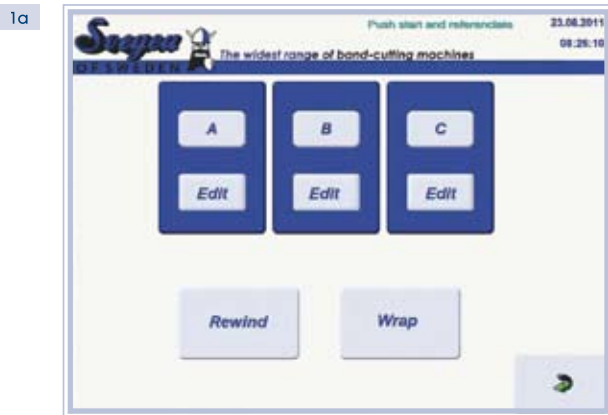 1a
Push start and referenciate
23.08.2011
08:26:10
Svegea
OF SWEDEN
The widest range of band-cutting machines
A
B
C
Edit
Edit
Edit
Rewind
Wrap